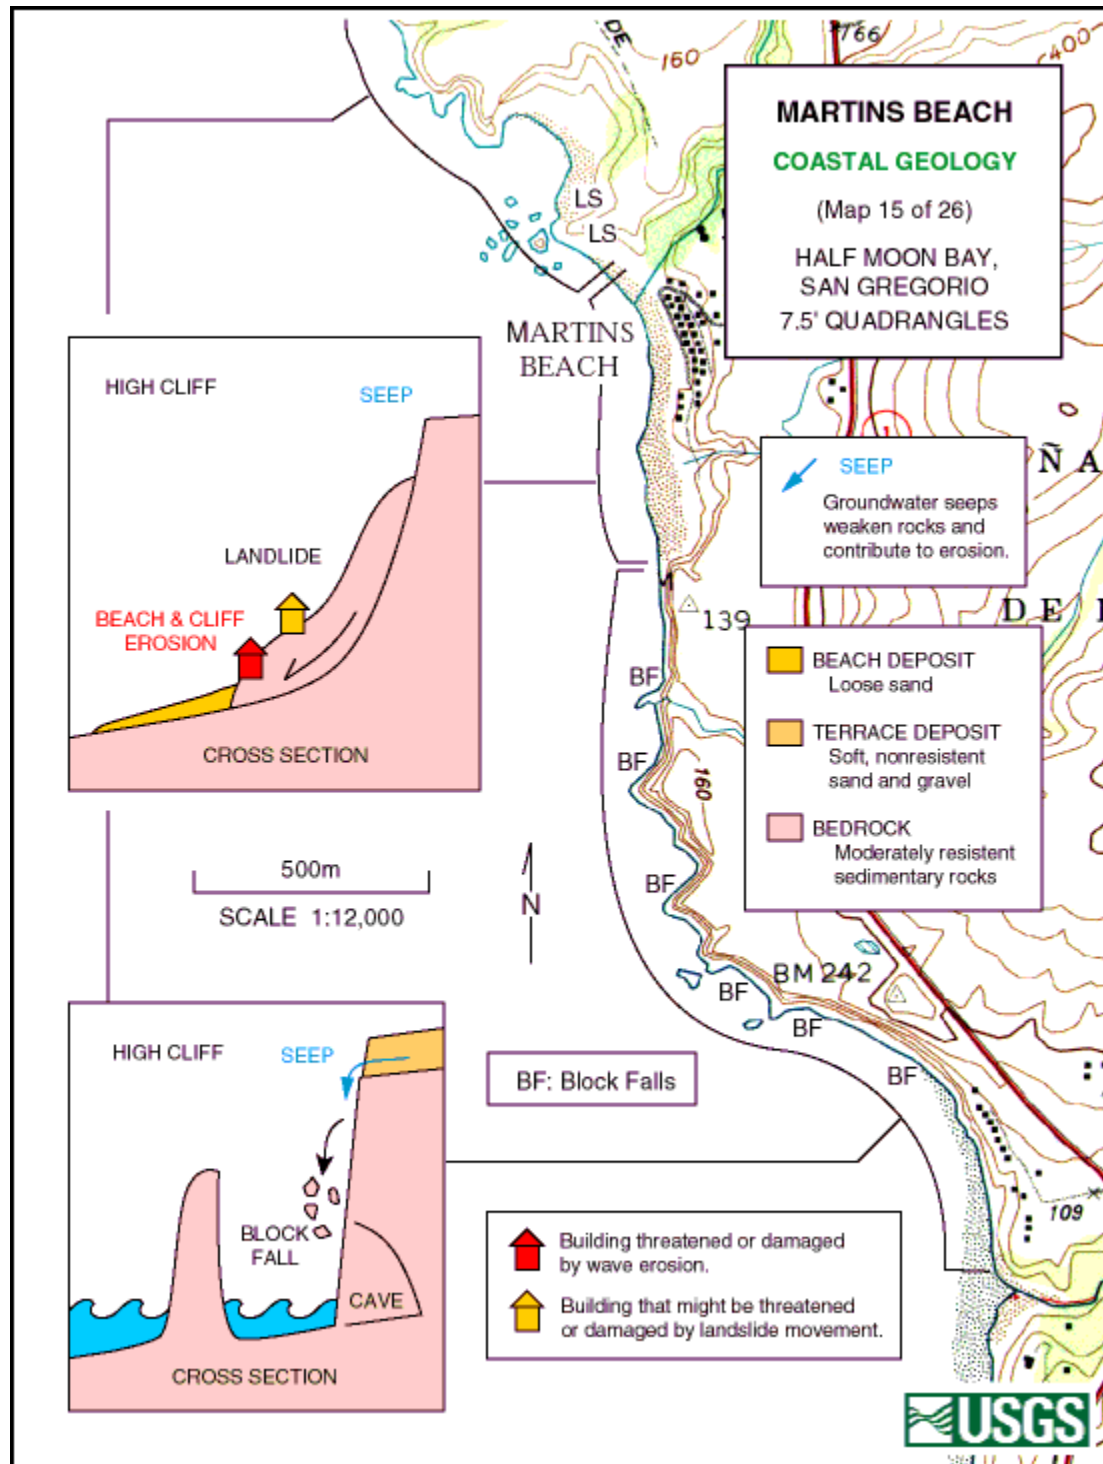 DE
160
766
400
MARTINS BEACH
COASTAL GEOLOGY
(Map 15 of 26)
HALF MOON BAY,
SAN GREGORIO
7.5' QUADRANGLES
LS
LS
MARTINS
BEACH
HIGH CLIFF
SEEP
LANDLIDE
BEACH & CLIFF
EROSION
CROSS SECTION
SEEP
Groundwater seeps
weaken rocks and
contribute to erosion.
Ñ A
D E
139
BEACH DEPOSIT
Loose sand
TERRACE DEPOSIT
Soft, nonresistent
sand and gravel
BEDROCK
Moderately resistent
sedimentary rocks
BF
BF
160
BF
500m
SCALE 1:12,000
N
BM 242
BF
BF
BF
HIGH CLIFF
SEEP
BLOCK
FALL
CAVE
CROSS SECTION
BF: Block Falls
Building threatened or damaged
by wave erosion.
Building that might be threatened
or damaged by landslide movement.
109
USGS